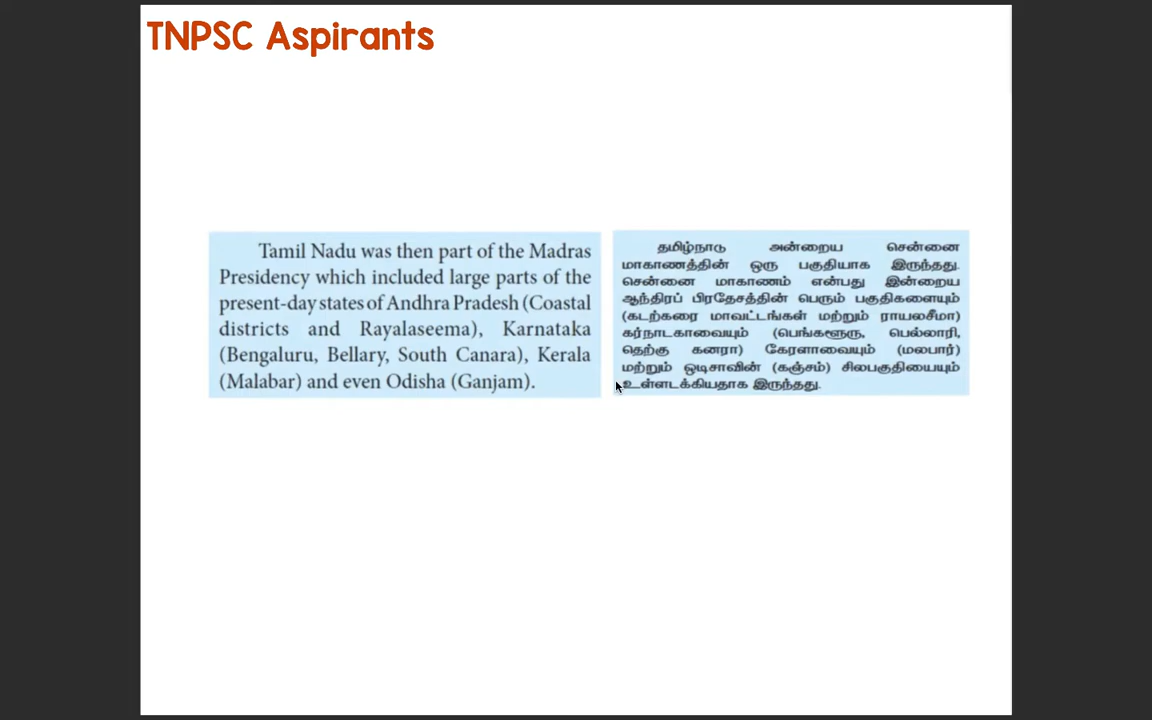 TNPSC Aspirants
Tamil Nadu was then part of the Madras
Presidency which included large parts of the
present-day states of Andhra Pradesh (Coastal
districts and Rayalaseema), Karnataka
(Bengaluru, Bellary, South Canara), Kerala
(Malabar) and even Odisha (Ganjam).
தமிழ்நாடு அன்றைய சென்னை
மாகாணத்தின் ஒரு பகுதியாக இருந்தது.
சென்னை மாகாணம் என்பது இன்றைய
ஆந்திரப் பிரதேசத்தின் பெரும் பகுதிகளையும்
(கடற்கரை மாவட்டங்கள் மற்றும் ராயலசீமா)
கர்நாடகாவையும் (பெங்களூரு, பெல்லாரி,
தெற்கு கனரா) கேரளாவையும் (மலபார்)
மற்றும் ஒடிசாவின் (கஞ்சம்) சிலபகுதியையும்
உள்ளடக்கியதாக இருந்தது.